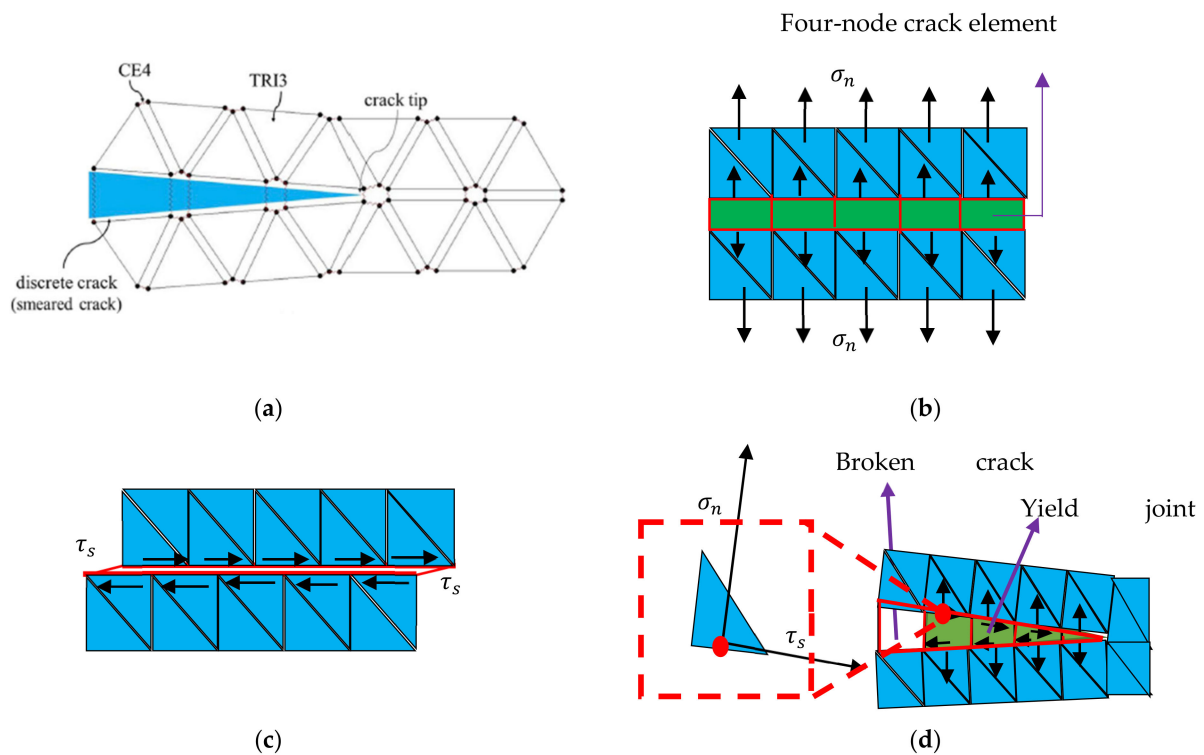 CE4
TRI3
crack tip
discrete crack
(smeared crack)
(a)
Four-node crack element
σₙ
σₙ
(b)
τₛ
τₛ
(c)
Broken crack
Yield joint
σₙ
τₛ
(d)